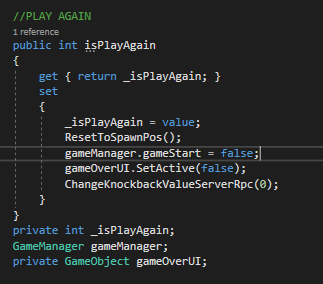 //PLAY AGAIN
1 reference
public int isPlayAgain
{
get { return _isPlayAgain; }
set
{
_isPlayAgain = value;
ResetToSpawnPos();
gameManager.gameStart = false;
gameOverUI.SetActive(false);
ChangeKnockbackValueServerRpc(0);
}
}
private int _isPlayAgain;
GameManager gameManager;
private GameObject gameOverUI;